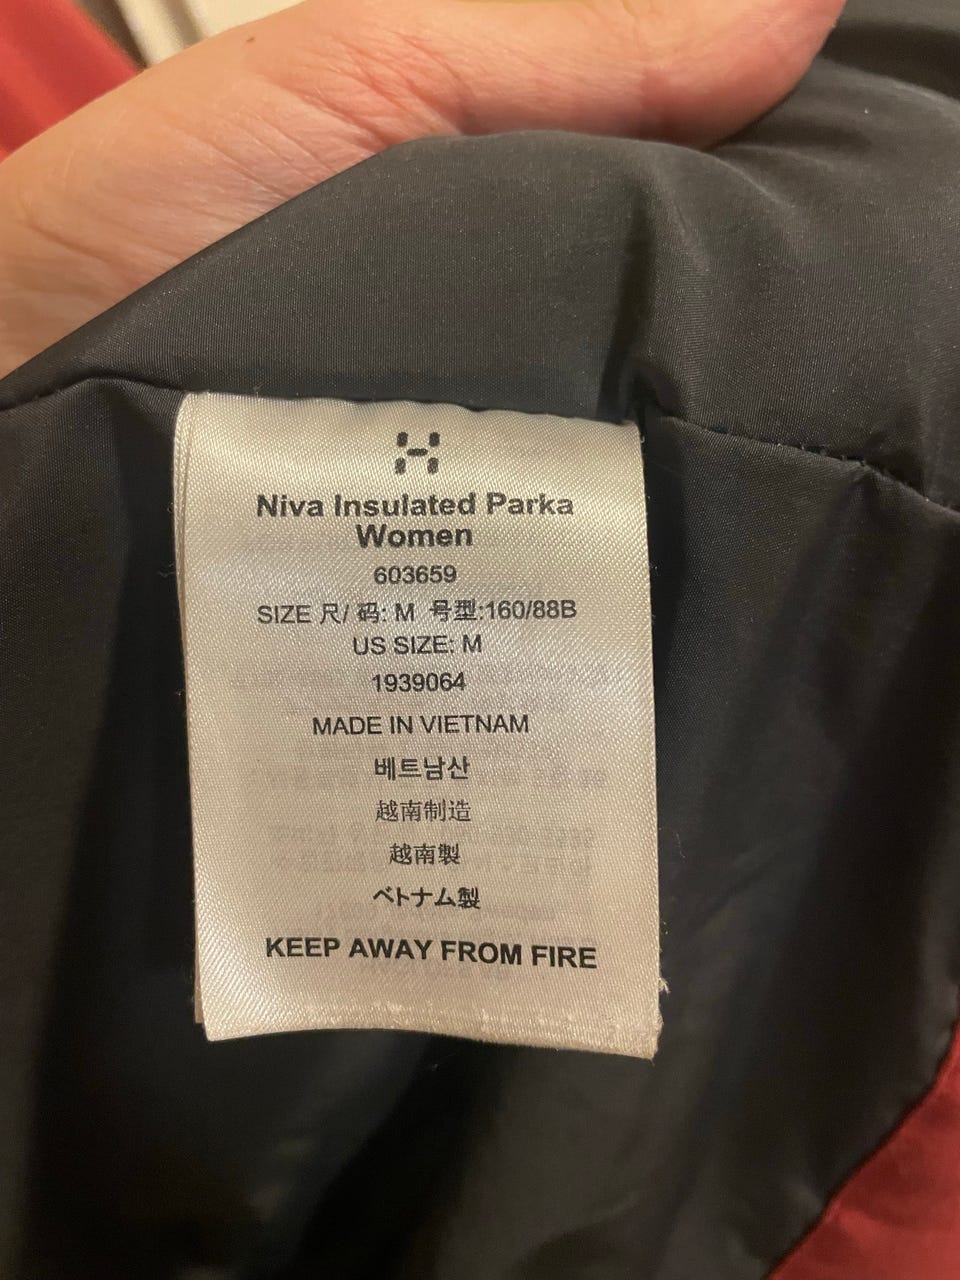 Niva Insulated Parka
Women
603659
SIZE 尺/ 码: M 号型:160/88B
US SIZE: M
1939064
MADE IN VIETNAM
베트남산
越南制造
越南製
ベトナム製
KEEP AWAY FROM FIRE